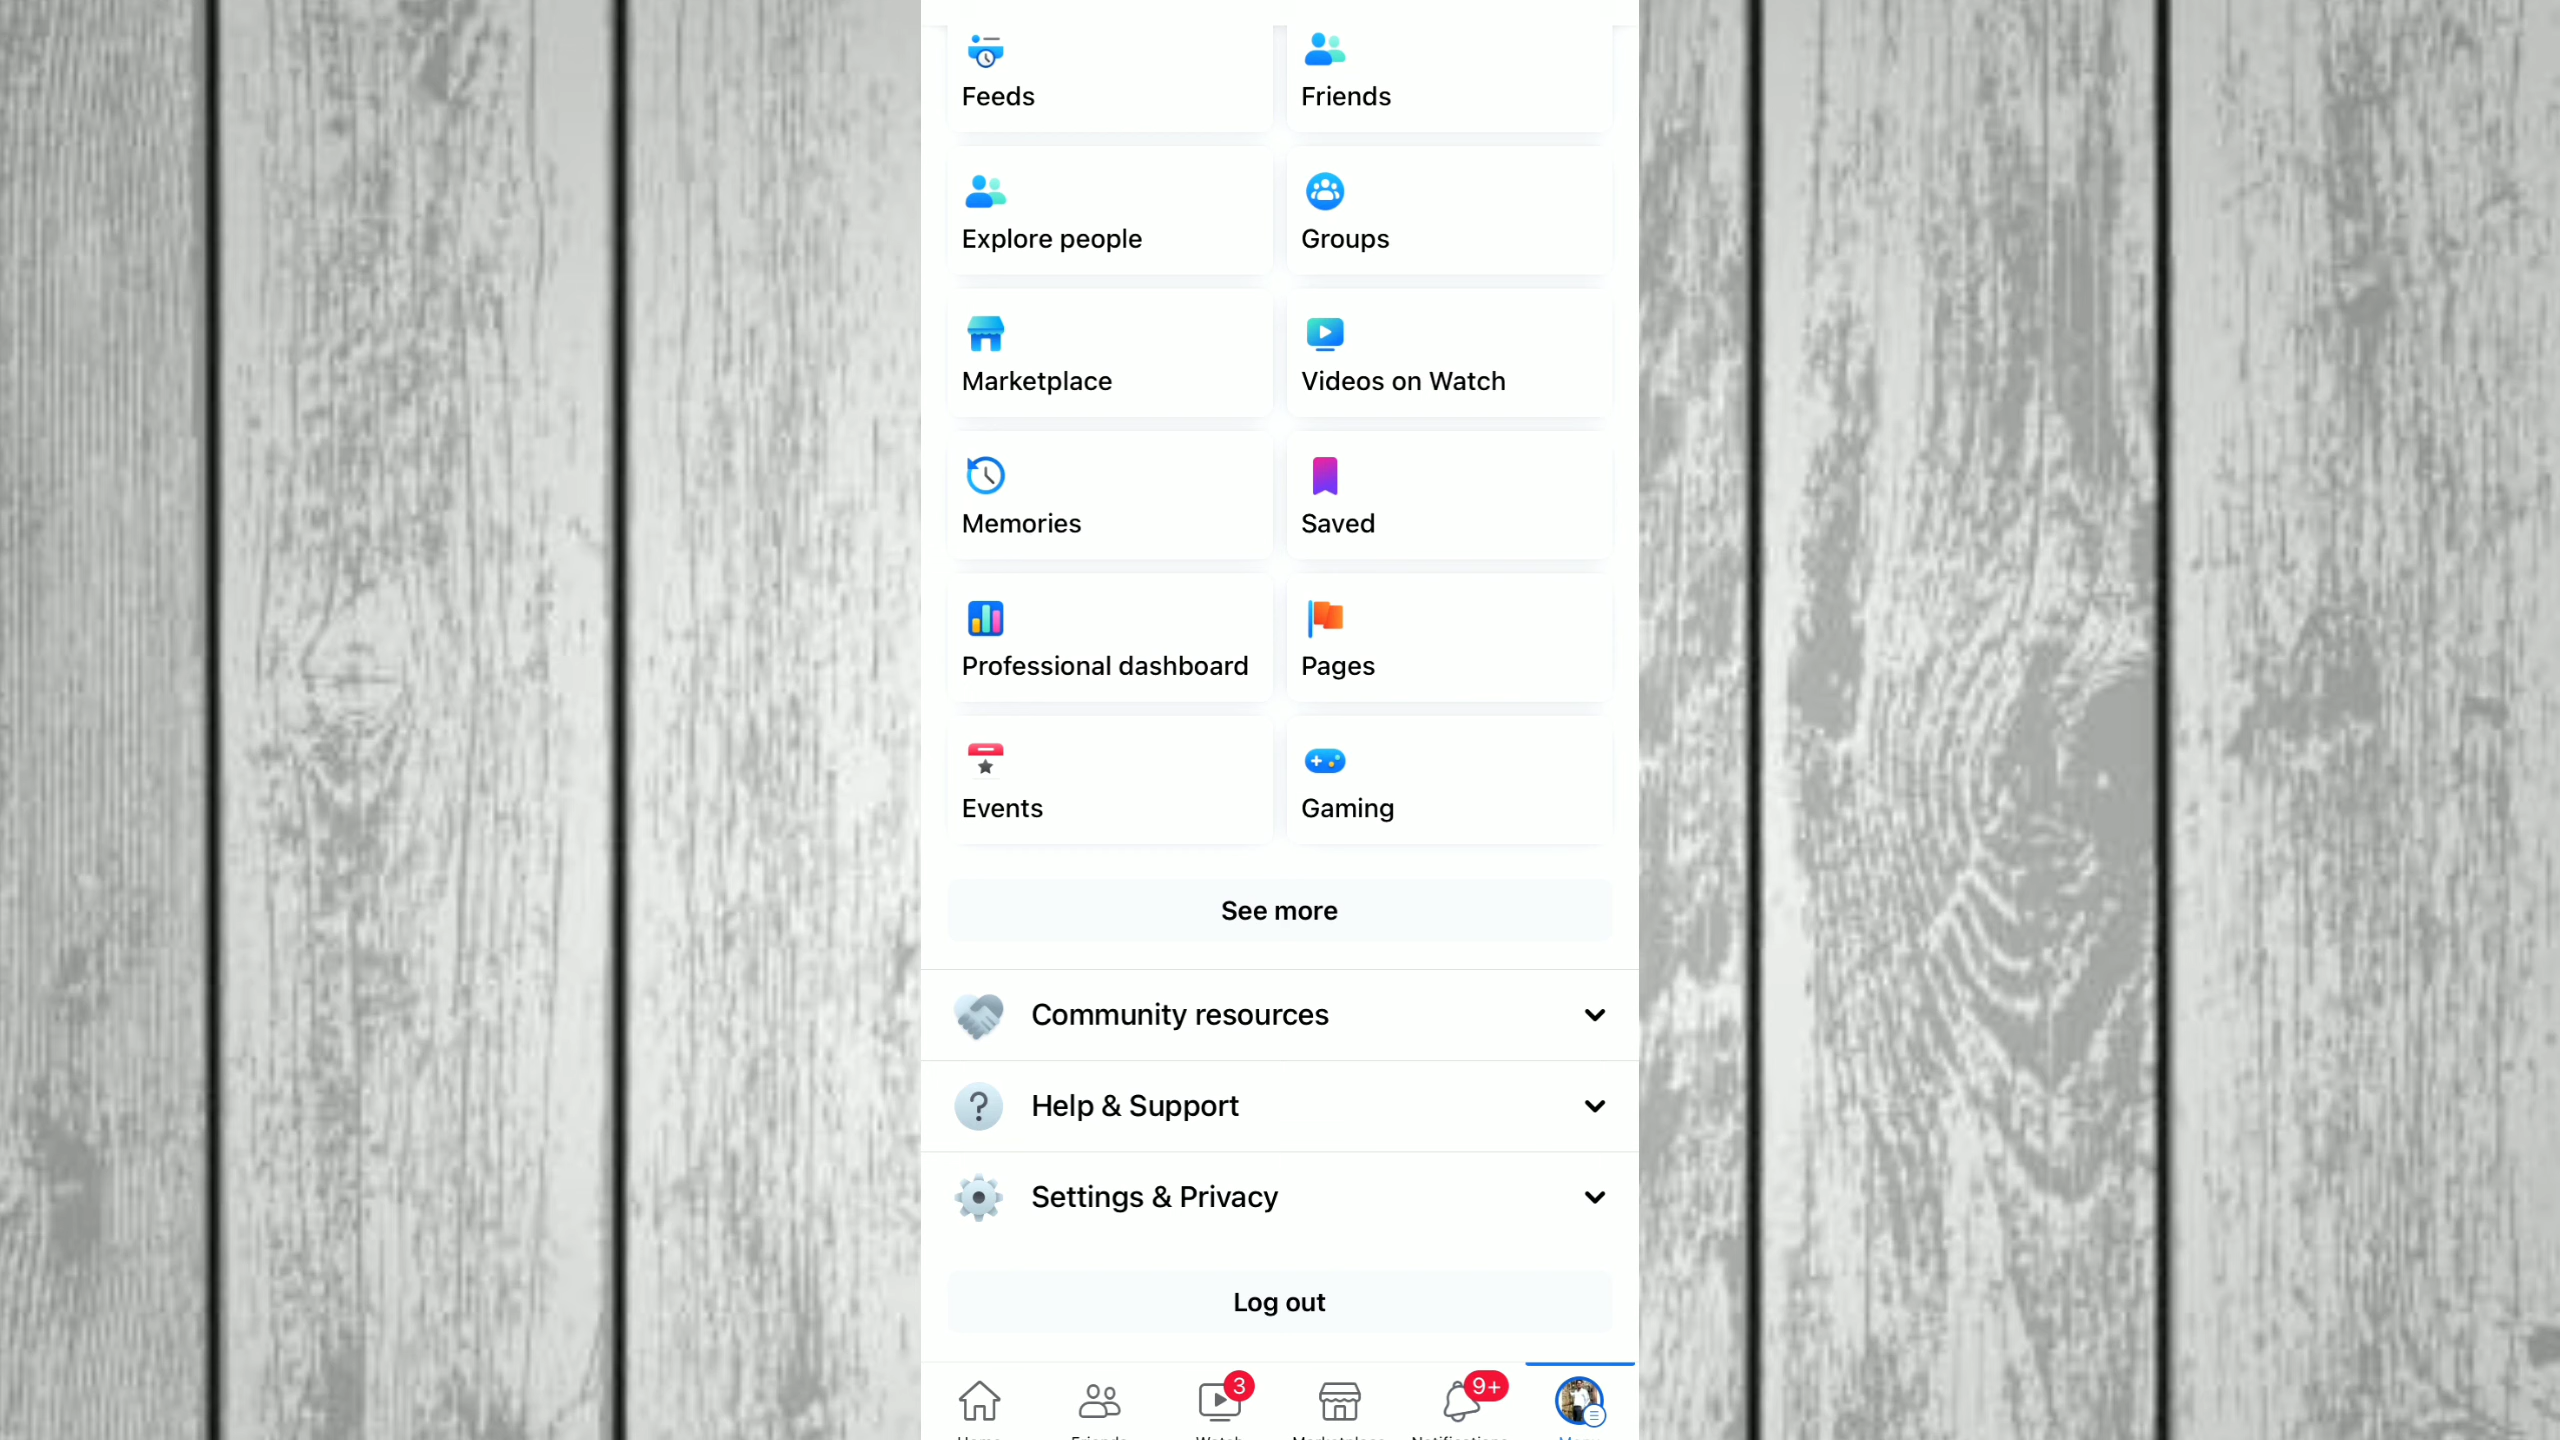 Feeds
Friends
Explore people
Groups
Marketplace
Videos on Watch
Memories
Saved
Professional dashboard
Pages
Events
Gaming
See more
Community resources
Help & Support
Settings & Privacy
Log out
3
9+